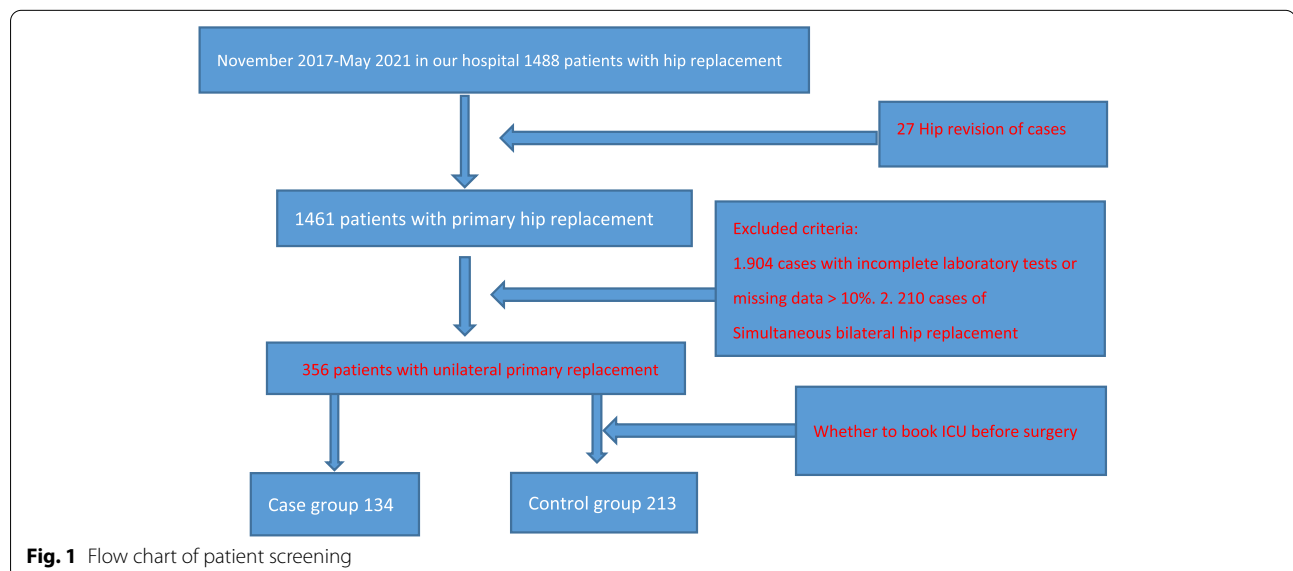 November 2017-May 2021 in our hospital 1488 patients with hip replacement
27 Hip revision of cases
1461 patients with primary hip replacement
Excluded criteria:
1.904 cases with incomplete laboratory tests or
missing data > 10%. 2. 210 cases of
Simultaneous bilateral hip replacement
356 patients with unilateral primary replacement
Whether to book ICU before surgery
Case group 134
Control group 213
Fig. 1 Flow chart of patient screening